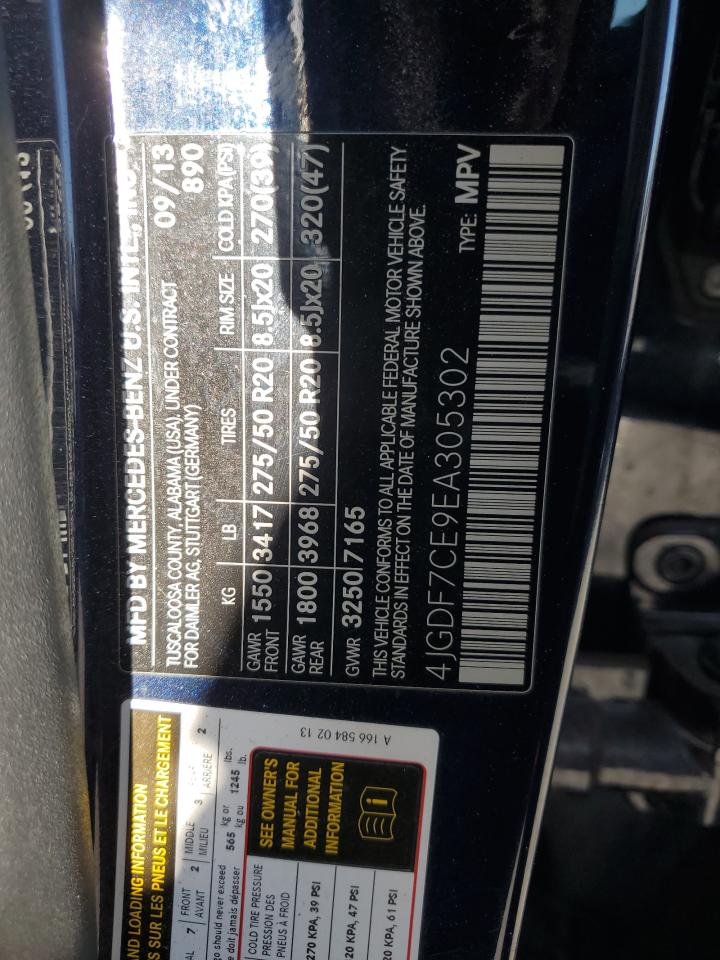 MFD BY MERCEDES-BENZ U.S. INTL., INC.
TUSCALOOSA COUNTY, ALABAMA (USA), UNDER CONTRACT 09/13
FOR DAIMLER AG, STUTTGART (GERMANY) 890
KG LB TIRES RIM SIZE COLD KPA (PSI)
GAWR FRONT 1550 3417 275/50 R20 8.5Jx20 270(39)
GAWR REAR 1800 3968 275/50 R20 8.5Jx20 320(47)
GVWR 3250 7165
THIS VEHICLE CONFORMS TO ALL APPLICABLE FEDERAL MOTOR VEHICLE SAFETY
STANDARDS IN EFFECT ON THE DATE OF MANUFACTURE SHOWN ABOVE.
4JGDF7CE9EA305302 TYPE: MPV
AND LOADING INFORMATION
S SUR LES PNEUS ET LE CHARGEMENT
7 FRONT 2 MIDDLE 3 2
AVANT MILIEU ARRIÈRE
go should never exceed 565 kg or 1245 lbs.
e doit jamais dépasser kg ou lb.
COLD TIRE PRESSURE
PRESSION DES
PNEUS À FROID
270 KPA, 39 PSI
20 KPA, 47 PSI
20 KPA, 61 PSI
SEE OWNER'S
MANUAL FOR
ADDITIONAL
INFORMATION
A 166 584 02 13